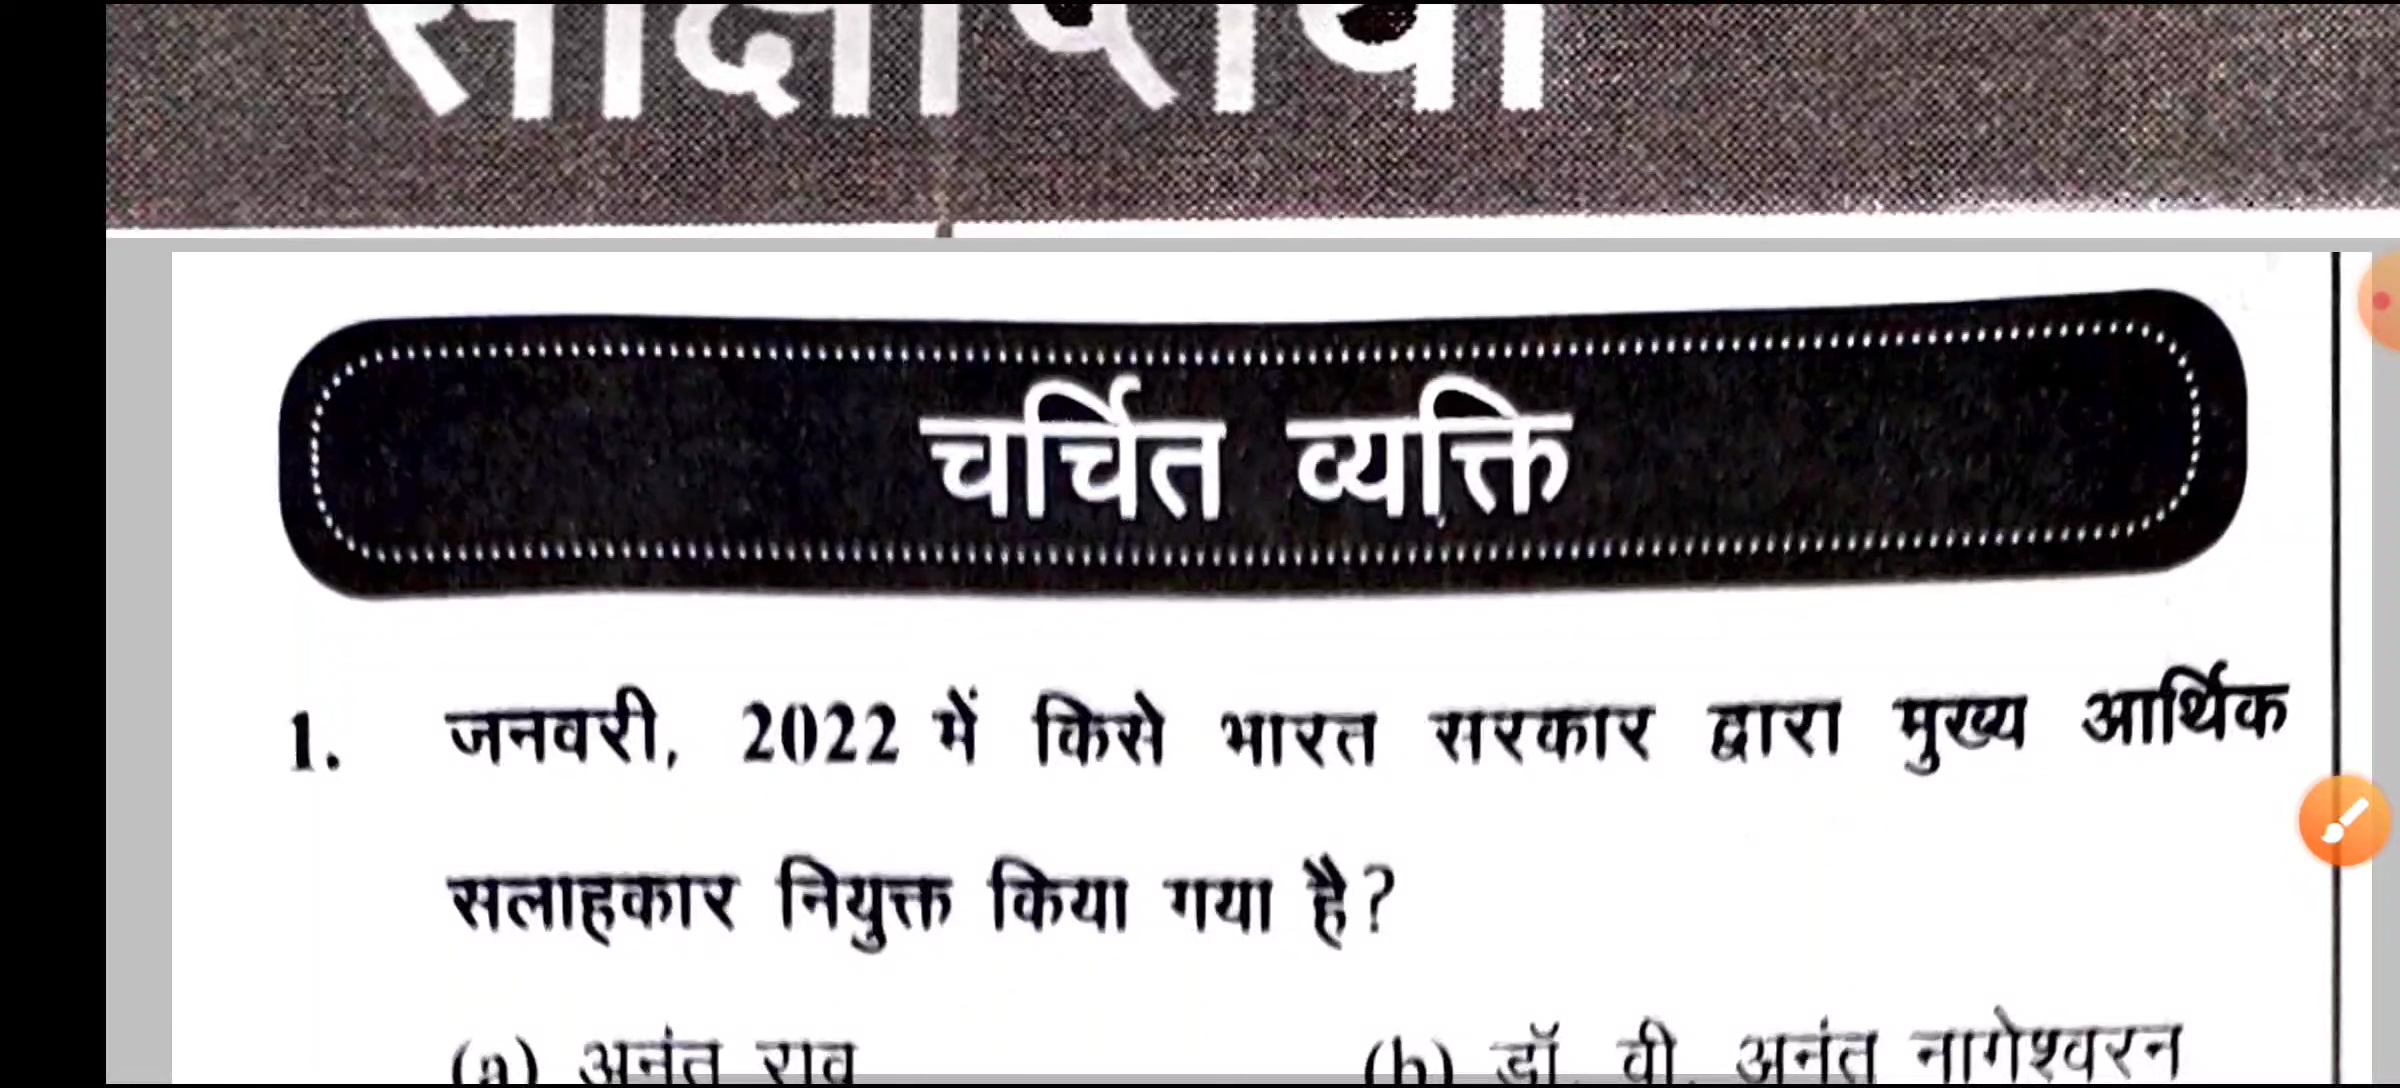 चर्चित व्यक्ति
1. जनवरी, 2022 में किसे भारत सरकार द्वारा मुख्य आर्थिक
सलाहकार नियुक्त किया गया है?
(a) अनंत राव (b) डॉ. वी. अनंत नागेश्वरन